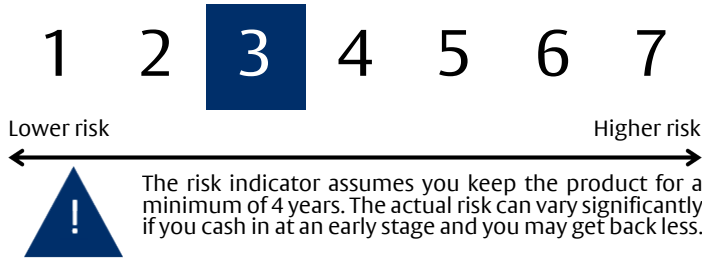 1 2 3 4 5 6 7
Lower risk Higher risk
! The risk indicator assumes you keep the product for a
minimum of 4 years. The actual risk can vary significantly
if you cash in at an early stage and you may get back less.